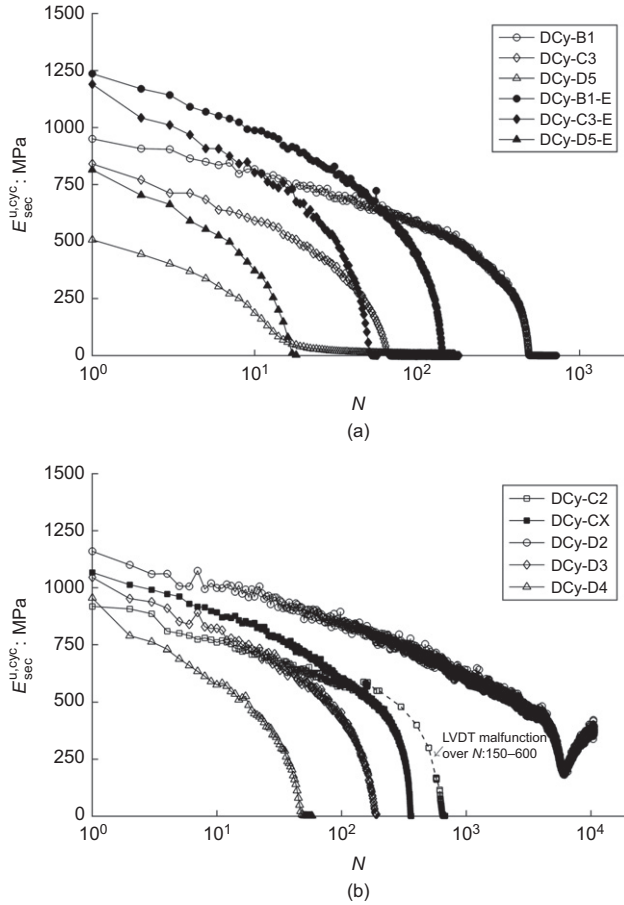 1500
1250
1000
750
500
250
0
E_sec^u,cyc: MPa
10^0
10^1
10^2
10^3
N
DCy-B1
DCy-C3
DCy-D5
DCy-B1-E
DCy-C3-E
DCy-D5-E
(a)
1500
1250
1000
750
500
250
0
E_sec^u,cyc: MPa
10^0
10^1
10^2
10^3
10^4
N
DCy-C2
DCy-CX
DCy-D2
DCy-D3
DCy-D4
LVDT malfunction
over N:150–600
(b)